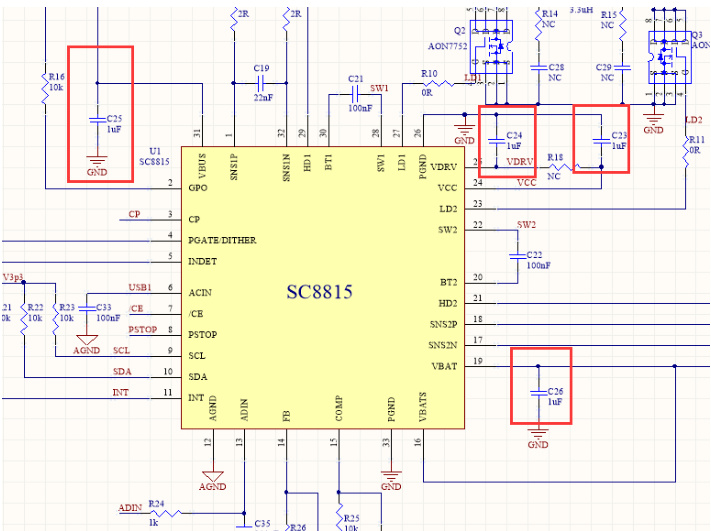 2R
2R
R14
NC
3.3uH
R15
NC
Q2
AON7752
Q3
AON
R16
10k
C19
22nF
C21
100nF
SW1
R10
0R
LD1
C28
NC
C29
NC
C25
1uF
GND
GND
C24
1uF
C23
1uF
GND
LD2
R11
0R
U1
SC8815
31
1
32
29
30
28
27
26
VBUS
SNS1P
SNS1N
HD1
BT1
SW1
LD1
PGND
2
GPO
VDRV
25
VDRV
R18
NC
VCC
24
VCC
CP
3
CP
LD2
23
4
PGATE/DITHER
SW2
22
SW2
5
INDET
C22
100nF
V3p3
SC8815
BT2
20
USB1
6
ACIN
HD2
21
R22
10k
R23
10k
C33
100nF
/CE
7
/CE
SNS2P
18
PSTOP
8
PSTOP
SNS2N
17
AGND
SCL
9
SCL
VBAT
19
SDA
10
SDA
C26
1uF
INT
11
INT
GND
AGND
ADIN
FB
COMP
PGND
VBATS
12
13
14
15
33
16
AGND
GND
ADIN
R24
1k
C35
R26
R25
10k